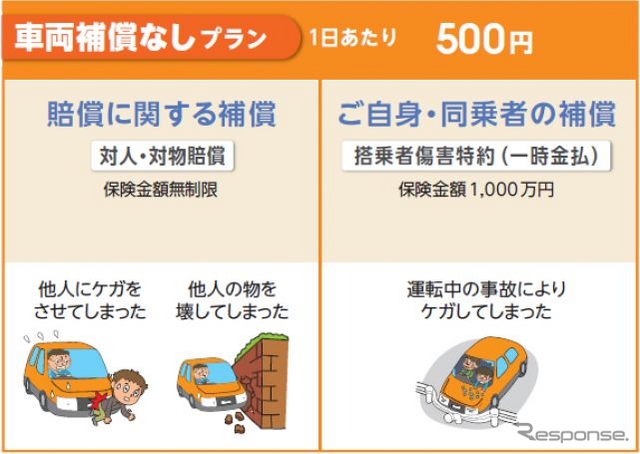 車両補償なしプラン 1日あたり 500円
賠償に関する補償
対人・対物賠償
保険金額無制限
他人にケガを
させてしまった
他人の物を
壊してしまった
ご自身・同乗者の補償
搭乗者傷害特約(一時金払)
保険金額1,000万円
運転中の事故により
ケガしてしまった
Response.